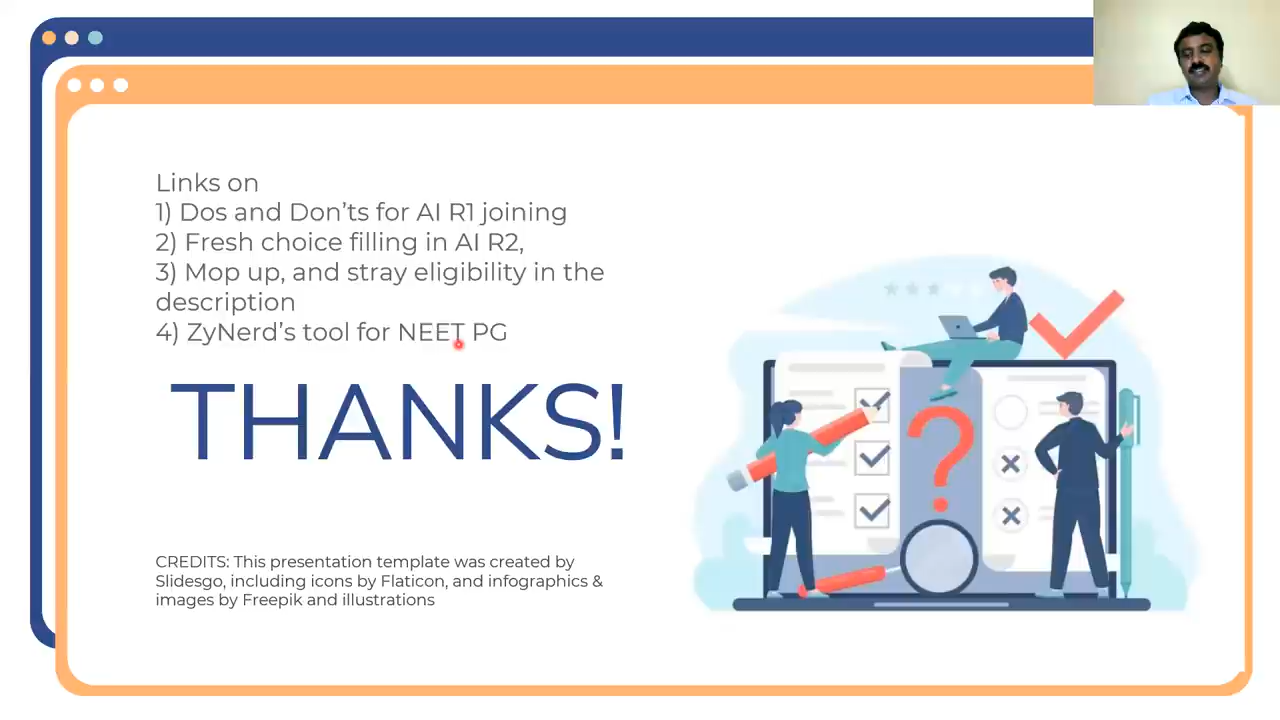 Links on
1) Dos and Don’ts for AI R1 joining
2) Fresh choice filling in AI R2,
3) Mop up, and stray eligibility in the
description
4) ZyNerd’s tool for NEET PG
THANKS!
CREDITS: This presentation template was created by
Slidesgo, including icons by Flaticon, and infographics &
images by Freepik and illustrations